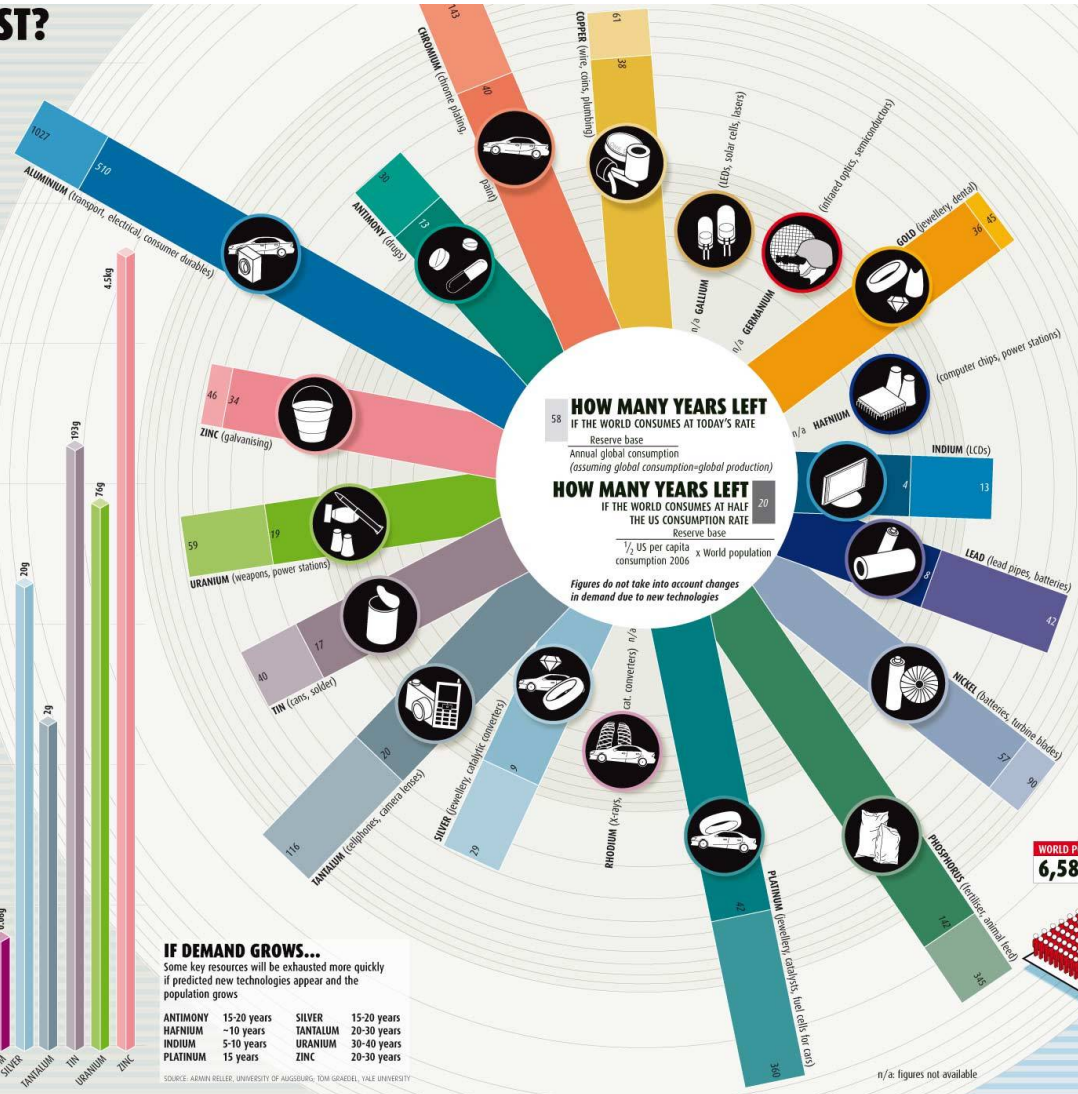 ST?
1027
510
ALUMINIUM (transport, electrical, consumer durables)
30
13
ANTIMONY (drugs)
143
40
CHROMIUM (chrome plating,
paint)
61
38
COPPER (wire, coins, plumbing)
n/a GALLIUM
(LEDs, solar cells, lasers)
n/a GERMANIUM
(infrared optics, semiconductors)
GOLD (jewellery, dental)
36
45
n/a HAFNIUM
(computer chips, power stations)
INDIUM (LCDs)
4
13
LEAD (lead pipes, batteries)
8
42
NICKEL (batteries, turbine blades)
57
90
PHOSPHORUS (fertiliser, animal feed)
142
345
PLATINUM (jewellery, catalysts, fuel cells for cars)
42
360
RHODIUM (X-rays,
cat. converters) n/a
SILVER (jewellery, catalytic converters)
9
29
TANTALUM (cellphones, camera lenses)
20
116
TIN (cans, solder)
17
40
URANIUM (weapons, power stations)
19
59
ZINC (galvanising)
46
34
58
HOW MANY YEARS LEFT
IF THE WORLD CONSUMES AT TODAY'S RATE
Reserve base
Annual global consumption
(assuming global consumption=global production)
HOW MANY YEARS LEFT
20
IF THE WORLD CONSUMES AT HALF
THE US CONSUMPTION RATE
Reserve base
1/2 US per capita
consumption 2006
x World population
Figures do not take into account changes
in demand due to new technologies
20g
2g
193g
76g
4.5kg
SILVER
TANTALUM
TIN
URANIUM
ZINC
IF DEMAND GROWS...
Some key resources will be exhausted more quickly
if predicted new technologies appear and the
population grows
ANTIMONY 15-20 years SILVER 15-20 years
HAFNIUM ~10 years TANTALUM 20-30 years
INDIUM 5-10 years URANIUM 30-40 years
PLATINUM 15 years ZINC 20-30 years
SOURCE: ARMIN RELLER, UNIVERSITY OF AUGSBURG; TOM GRAEDEL, YALE UNIVERSITY
WORLD P
6,58
n/a: figures not available